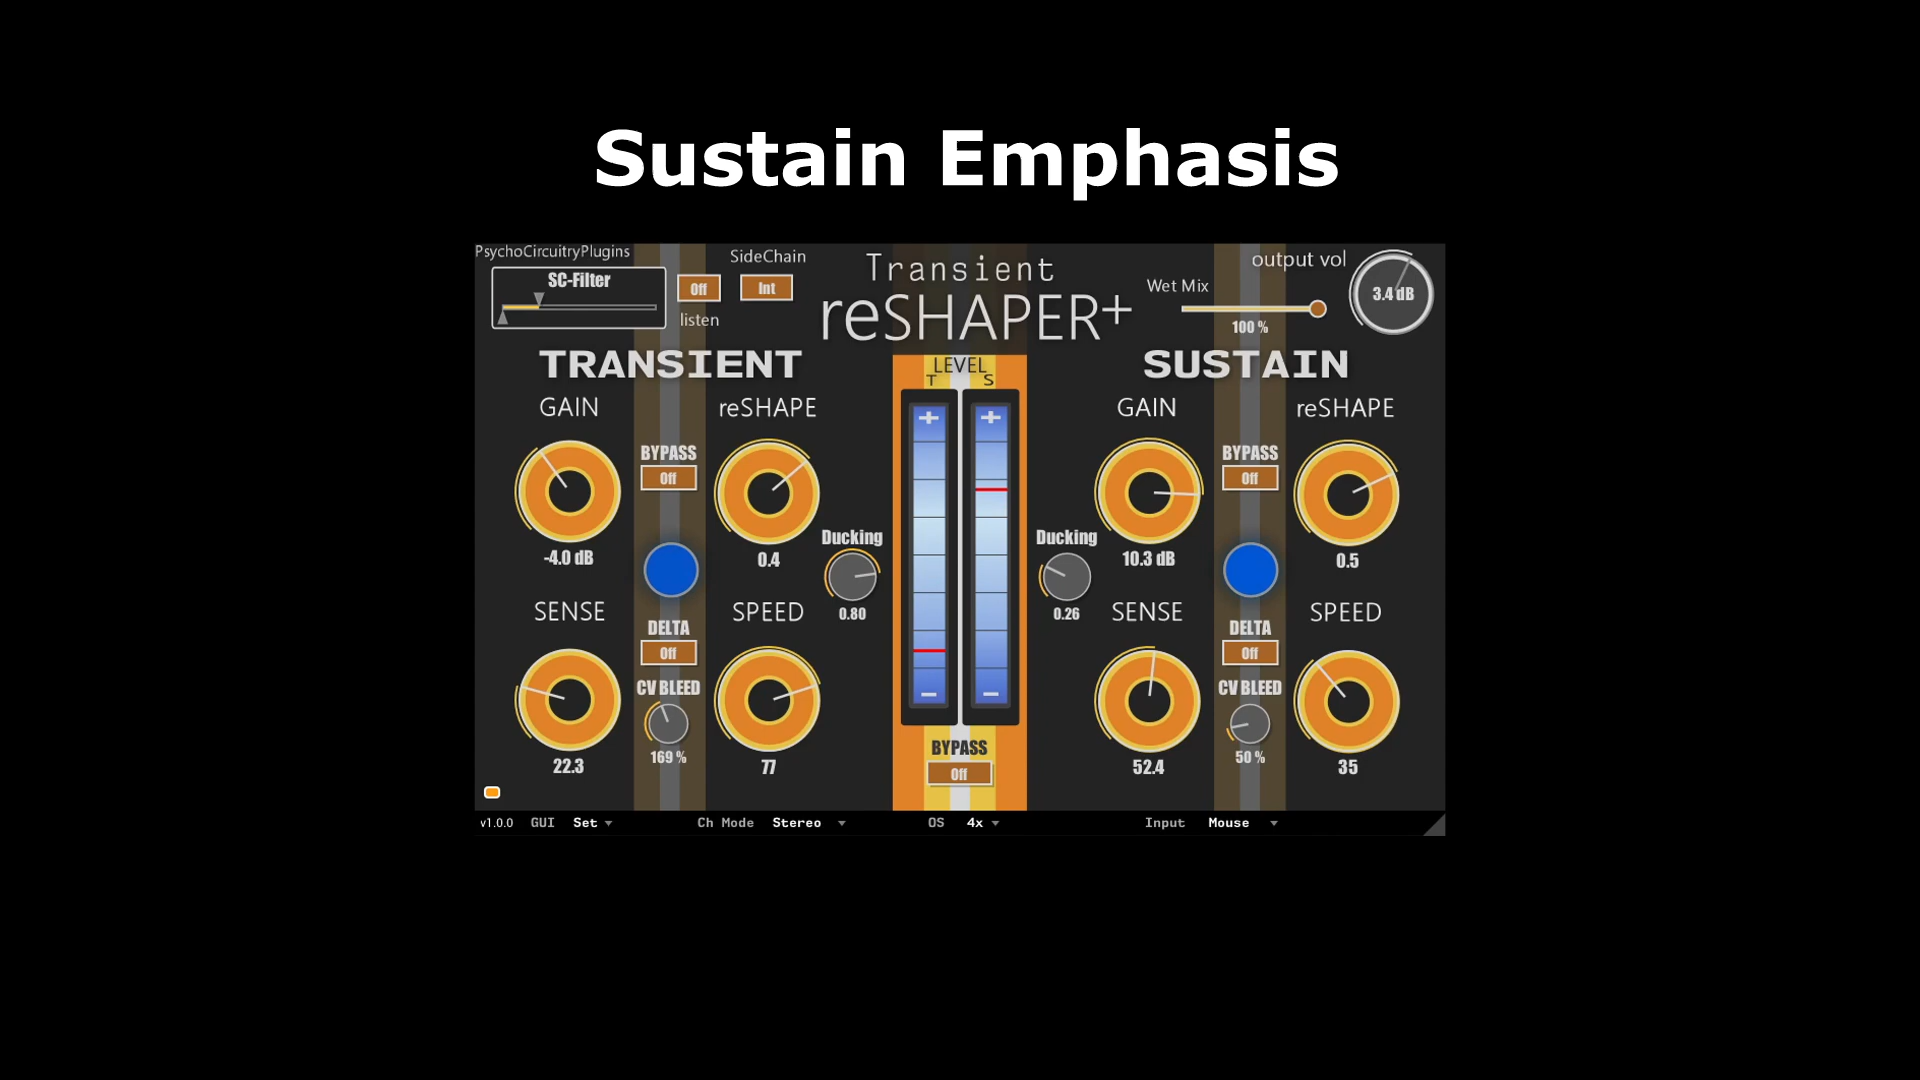 Sustain Emphasis
PsychoCircuitryPlugins
SC-Filter
Off
listen
SideChain
Int
Transient
reSHAPER+
Wet Mix
100 %
output vol
3.4 dB
TRANSIENT
GAIN
-4.0 dB
BYPASS
Off
reSHAPE
0.4
Ducking
0.80
SENSE
22.3
DELTA
Off
CV BLEED
169 %
SPEED
77
LEVEL
T S
+ +
– –
BYPASS
Off
SUSTAIN
GAIN
10.3 dB
BYPASS
Off
reSHAPE
0.5
Ducking
0.26
SENSE
52.4
DELTA
Off
CV BLEED
50 %
SPEED
35
v1.0.0 GUI Set Ch Mode Stereo OS 4x Input Mouse